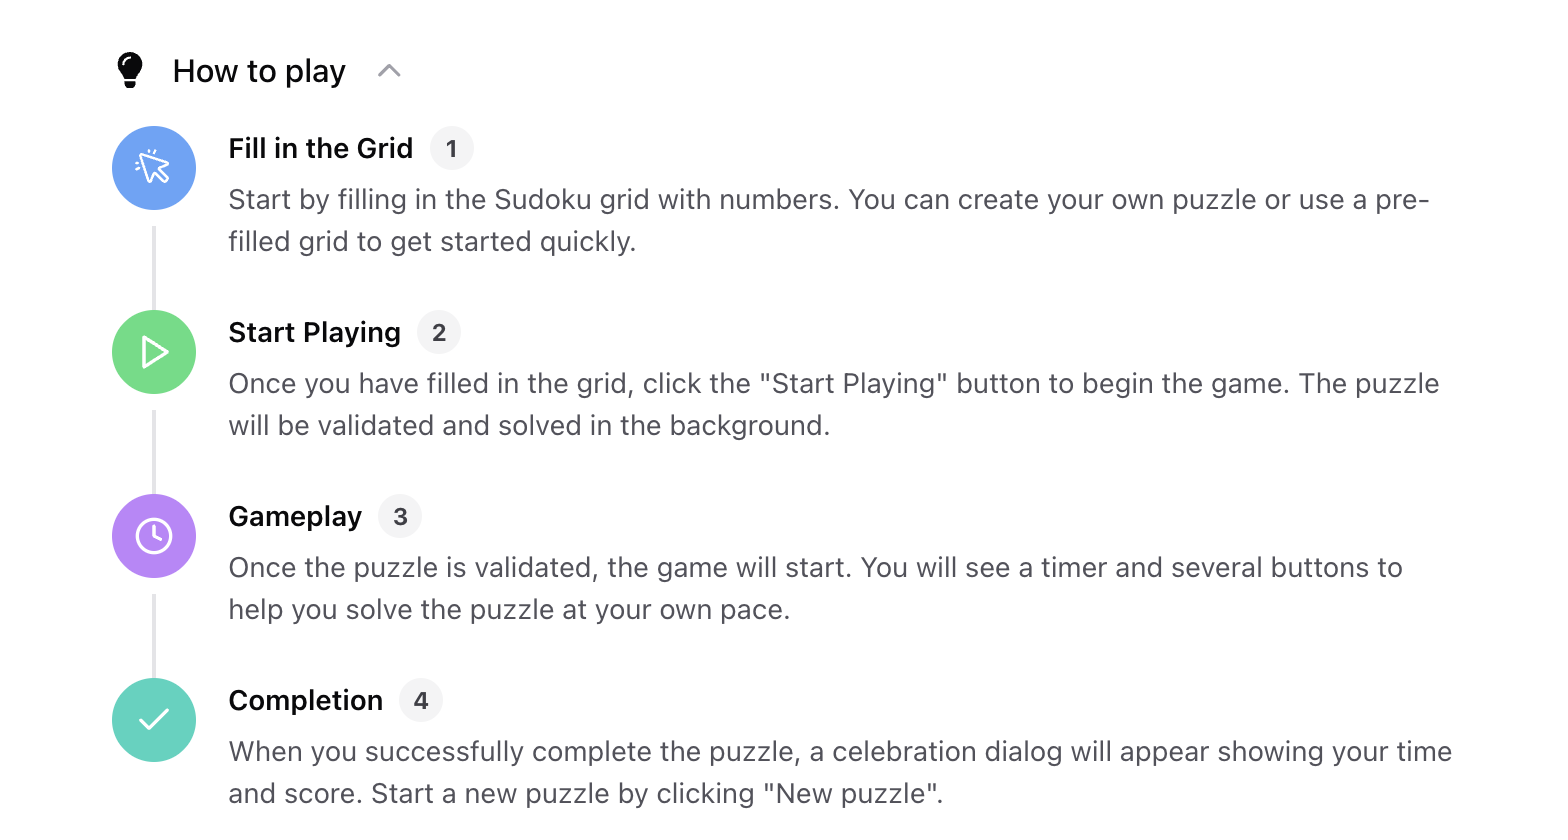 How to play
Fill in the Grid 1
Start by filling in the Sudoku grid with numbers. You can create your own puzzle or use a pre-
filled grid to get started quickly.
Start Playing 2
Once you have filled in the grid, click the "Start Playing" button to begin the game. The puzzle
will be validated and solved in the background.
Gameplay 3
Once the puzzle is validated, the game will start. You will see a timer and several buttons to
help you solve the puzzle at your own pace.
Completion 4
When you successfully complete the puzzle, a celebration dialog will appear showing your time
and score. Start a new puzzle by clicking "New puzzle".